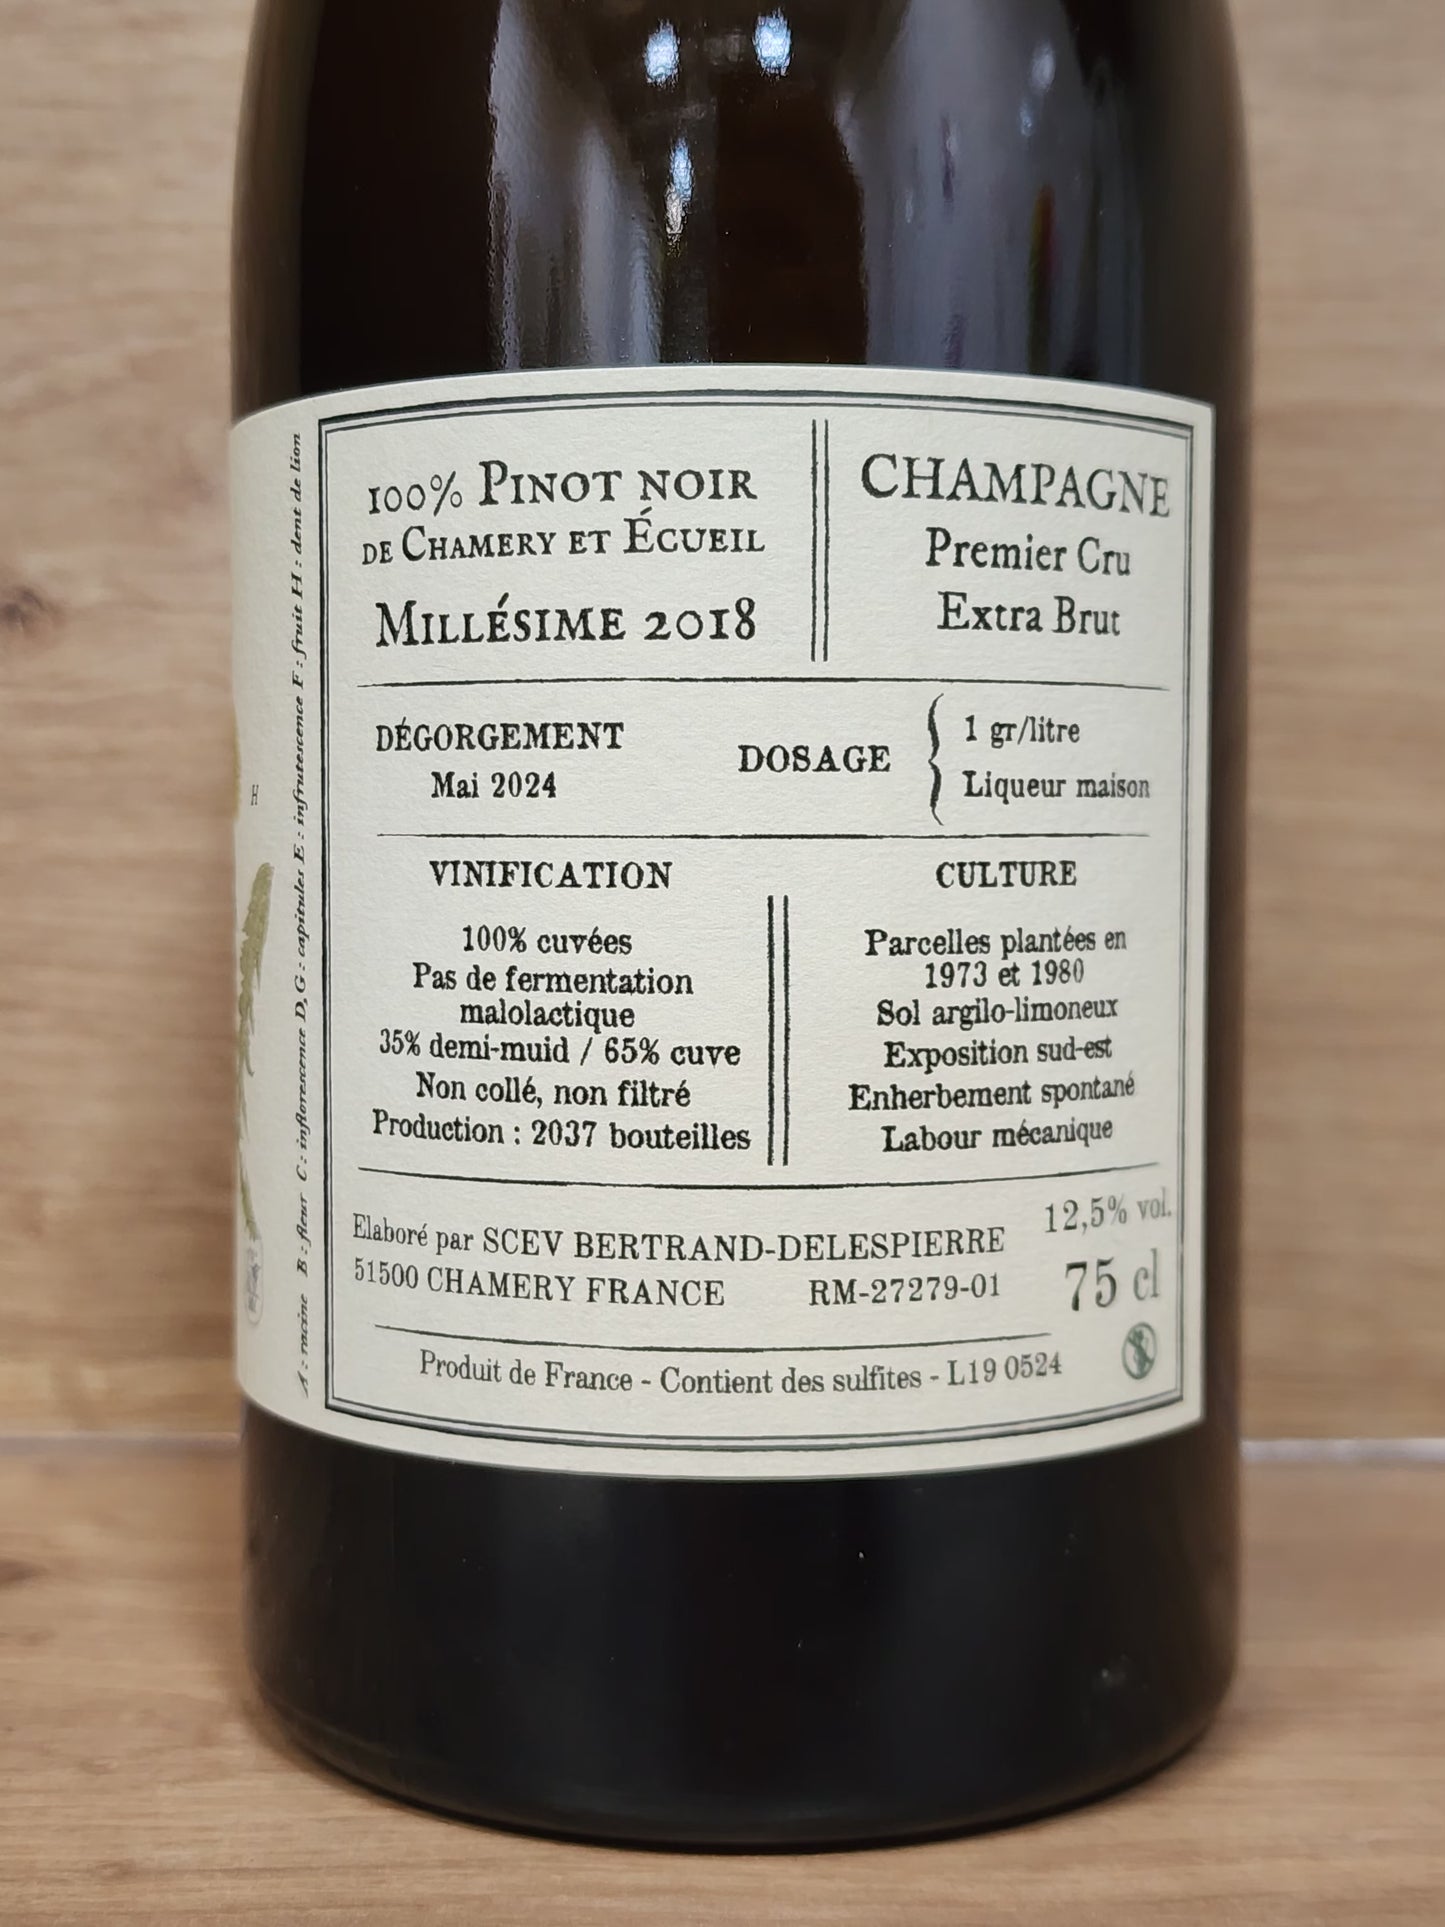 100% Pinot noir
de Chamery et Écueil
Millésime 2018
CHAMPAGNE
Premier Cru
Extra Brut
DÉGORGEMENT
Mai 2024
DOSAGE
1 gr/litre
Liqueur maison
VINIFICATION
100% cuvées
Pas de fermentation
malolactique
35% demi-muid / 65% cuve
Non collé, non filtré
Production : 2037 bouteilles
CULTURE
Parcelles plantées en
1973 et 1980
Sol argilo-limoneux
Exposition sud-est
Enherbement spontané
Labour mécanique
Elaboré par SCEV BERTRAND-DELESPIERRE
51500 CHAMERY FRANCE RM-27279-01
12,5% vol.
75 cl
Produit de France - Contient des sulfites - L19 0524
A : racine B : fleur C : inflorescence D, G : capitules E : infrutescence F : fruit H : dent de lion
H